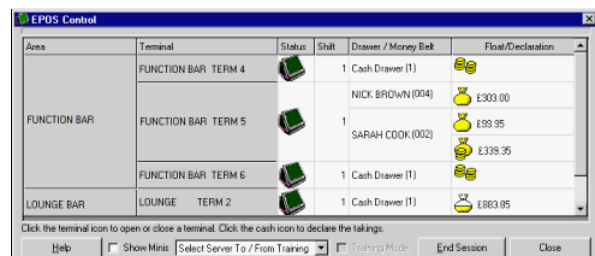 EPOS Control
Area Terminal Status Shift Drawer / Money Belt Float/Declaration
FUNCTION BAR TERM 4 1 Cash Drawer (1)
NICK BROWN (004) £303.00
FUNCTION BAR FUNCTION BAR TERM 5 1 £99.95
SARAH COOK (002)
£339.35
FUNCTION BAR TERM 6 1 Cash Drawer (1)
LOUNGE BAR LOUNGE TERM 2 1 Cash Drawer (1) £883.85
Click the terminal icon to open or close a terminal. Click the cash icon to declare the takings.
Help Show Minis Select Server To / From Training Training Mode End Session Close